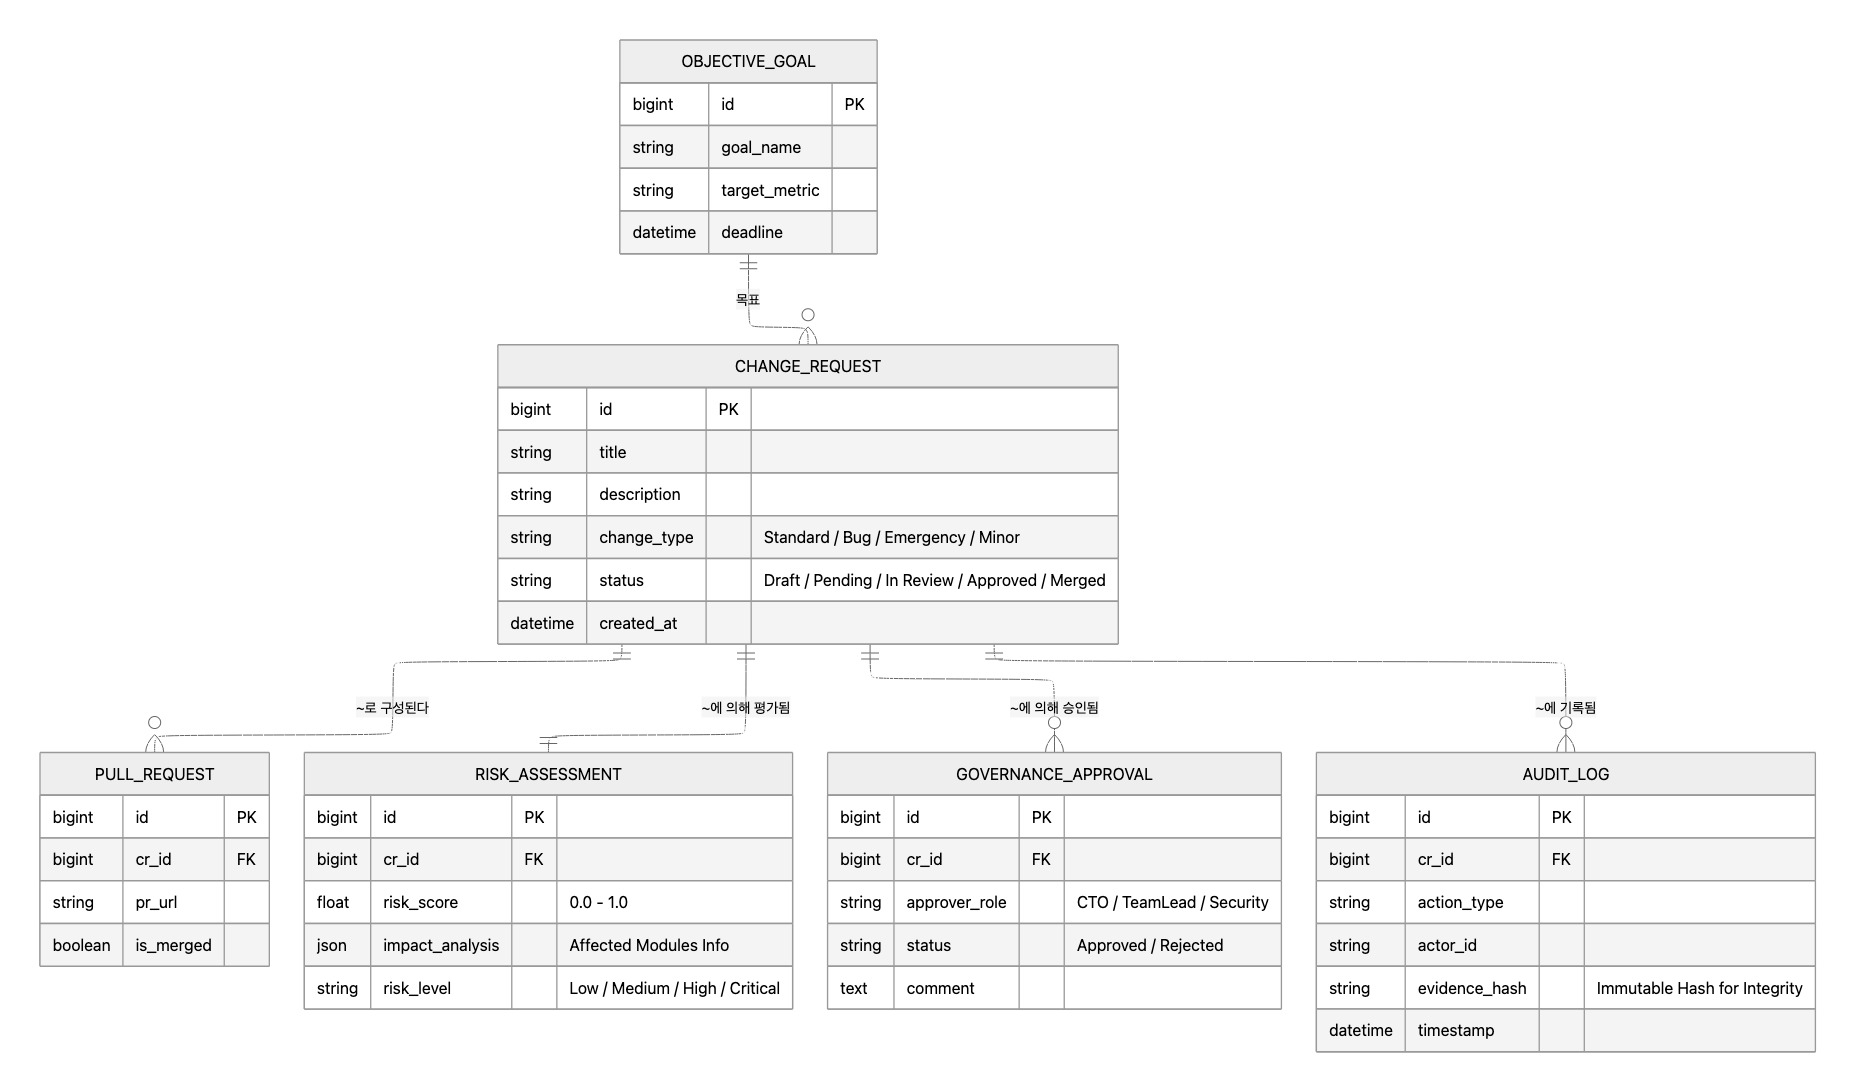 OBJECTIVE_GOAL
bigint id PK
string goal_name
string target_metric
datetime deadline
목표
CHANGE_REQUEST
bigint id PK
string title
string description
string change_type Standard / Bug / Emergency / Minor
string status Draft / Pending / In Review / Approved / Merged
datetime created_at
~로 구성된다
~에 의해 평가됨
~에 의해 승인됨
~에 기록됨
PULL_REQUEST
bigint id PK
bigint cr_id FK
string pr_url
boolean is_merged
RISK_ASSESSMENT
bigint id PK
bigint cr_id FK
float risk_score 0.0 - 1.0
json impact_analysis Affected Modules Info
string risk_level Low / Medium / High / Critical
GOVERNANCE_APPROVAL
bigint id PK
bigint cr_id FK
string approver_role CTO / TeamLead / Security
string status Approved / Rejected
text comment
AUDIT_LOG
bigint id PK
bigint cr_id FK
string action_type
string actor_id
string evidence_hash Immutable Hash for Integrity
datetime timestamp